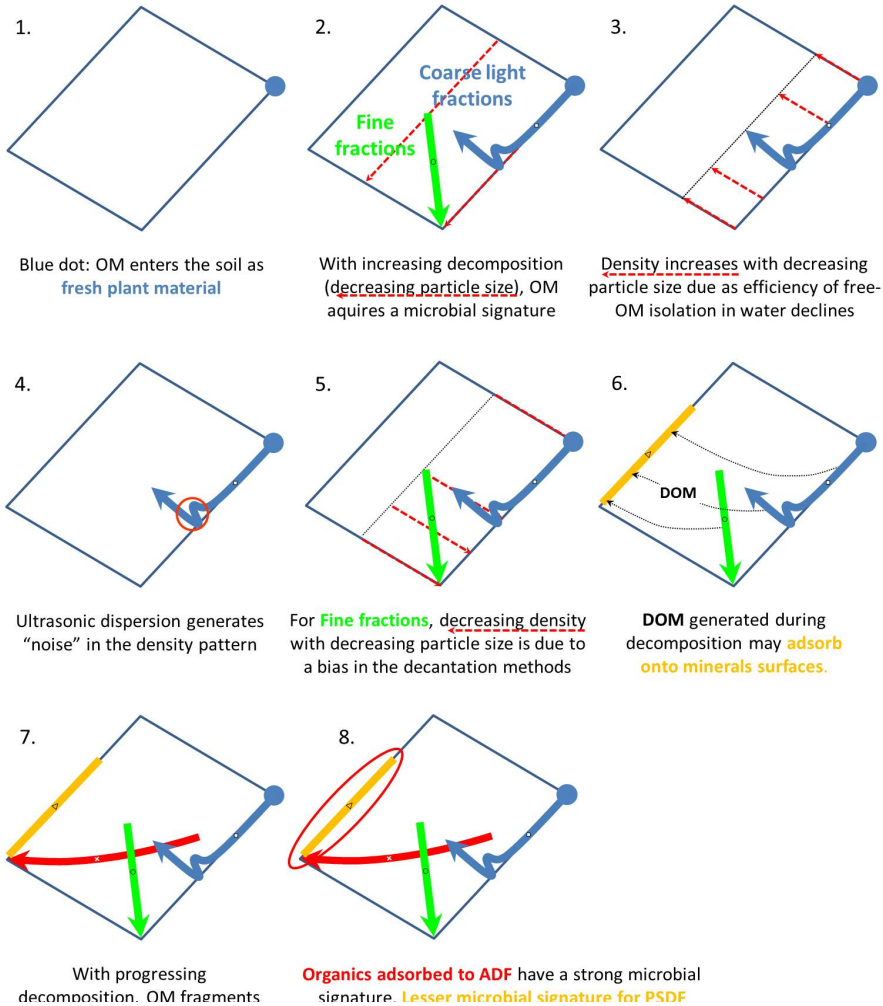 1.
Blue dot: OM enters the soil as
fresh plant material
2.
Coarse light
fractions
Fine
fractions
With increasing decomposition
(decreasing particle size), OM
aquires a microbial signature
3.
Density increases with decreasing
particle size due as efficiency of free-
OM isolation in water declines
4.
Ultrasonic dispersion generates
“noise” in the density pattern
5.
For Fine fractions, decreasing density
with decreasing particle size is due to
a bias in the decantation methods
6.
DOM
DOM generated during
decomposition may adsorb
onto minerals surfaces.
7.
With progressing
decomposition, OM fragments
8.
Organics adsorbed to ADF have a strong microbial
signature. Lesser microbial signature for PSDF